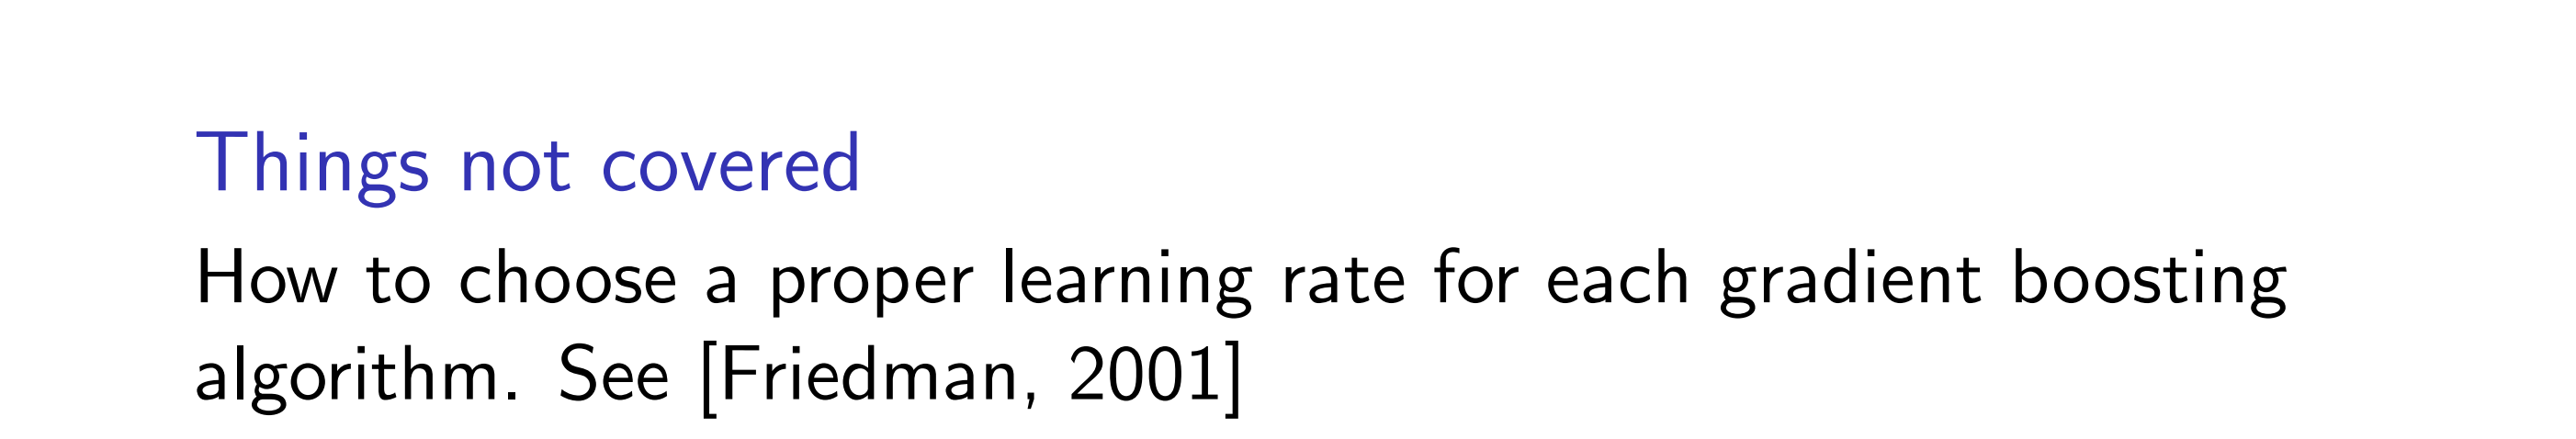 Things not covered
How to choose a proper learning rate for each gradient boosting
algorithm. See [Friedman, 2001]